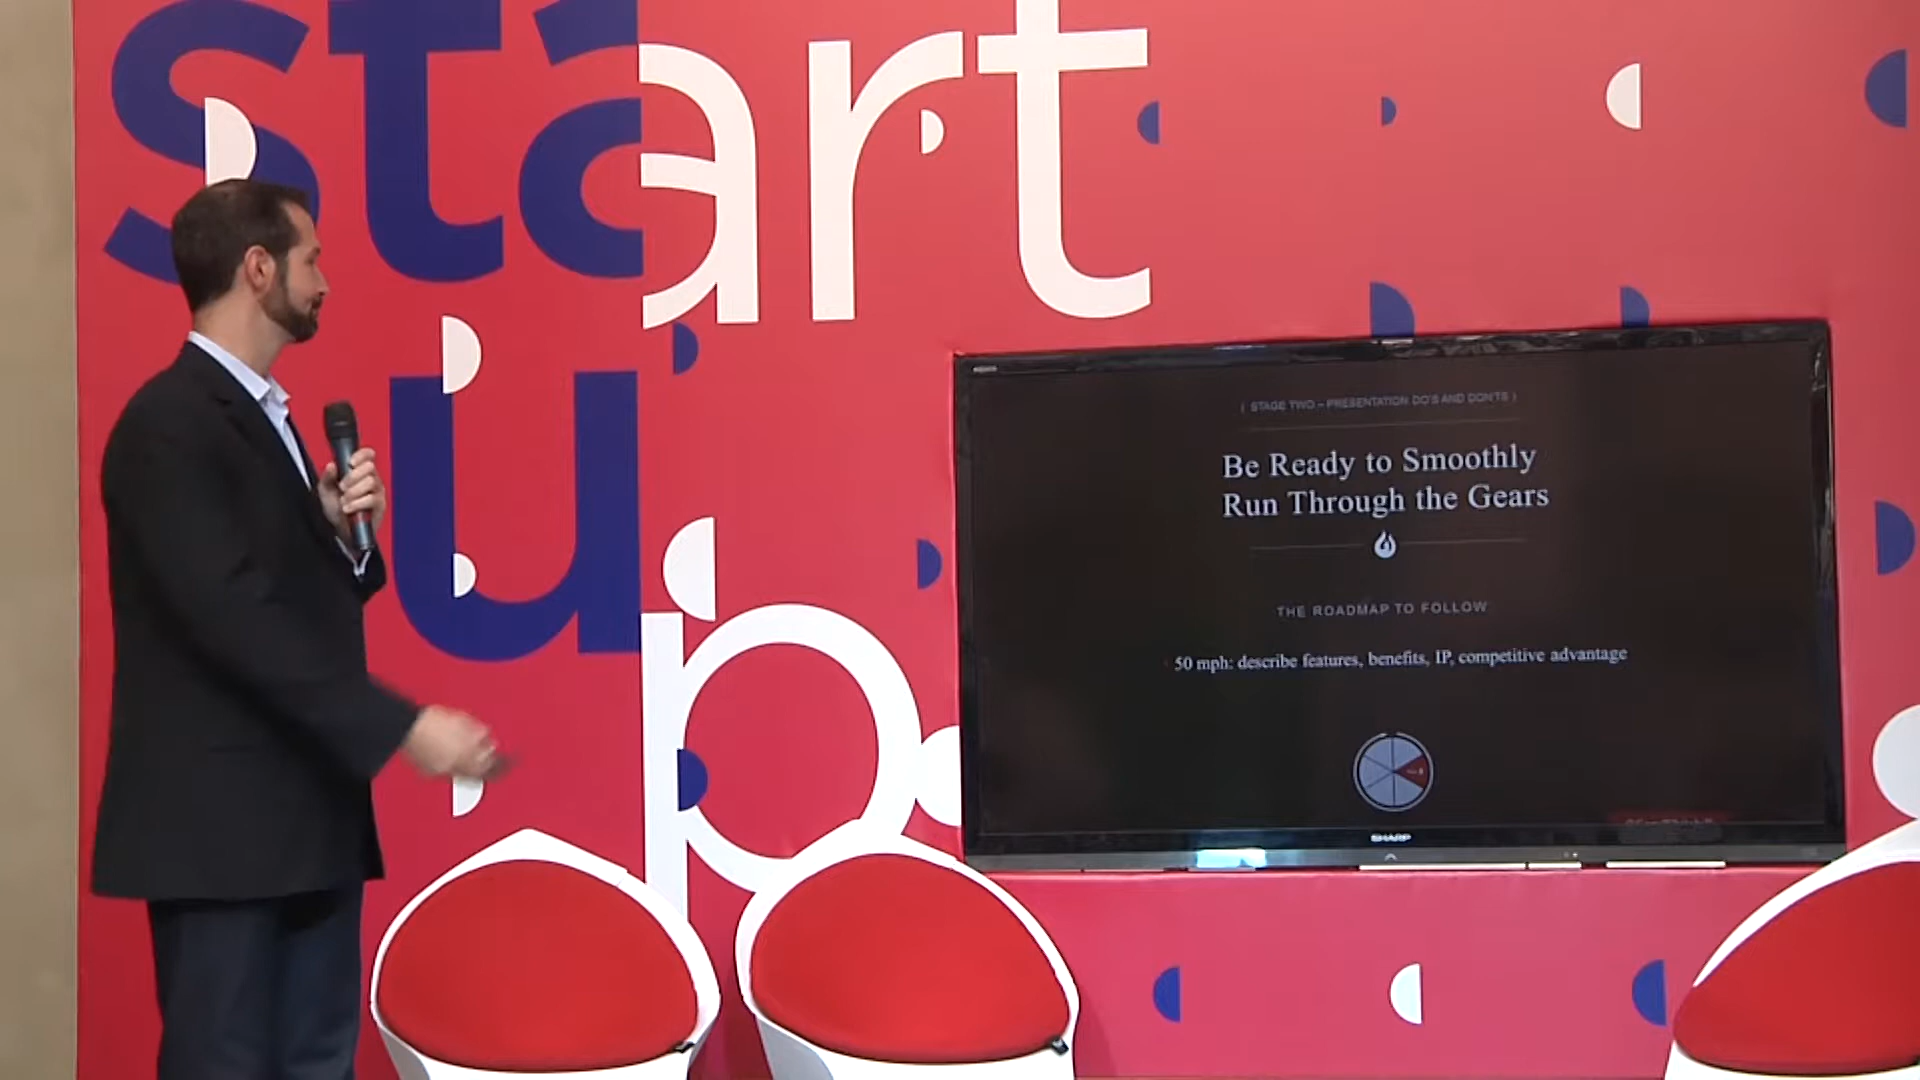 start
up
( STAGE TWO – PRESENTATION DO'S AND DON'TS )
Be Ready to Smoothly
Run Through the Gears
THE ROADMAP TO FOLLOW
50 mph: describe features, benefits, IP, competitive advantage
SHARP